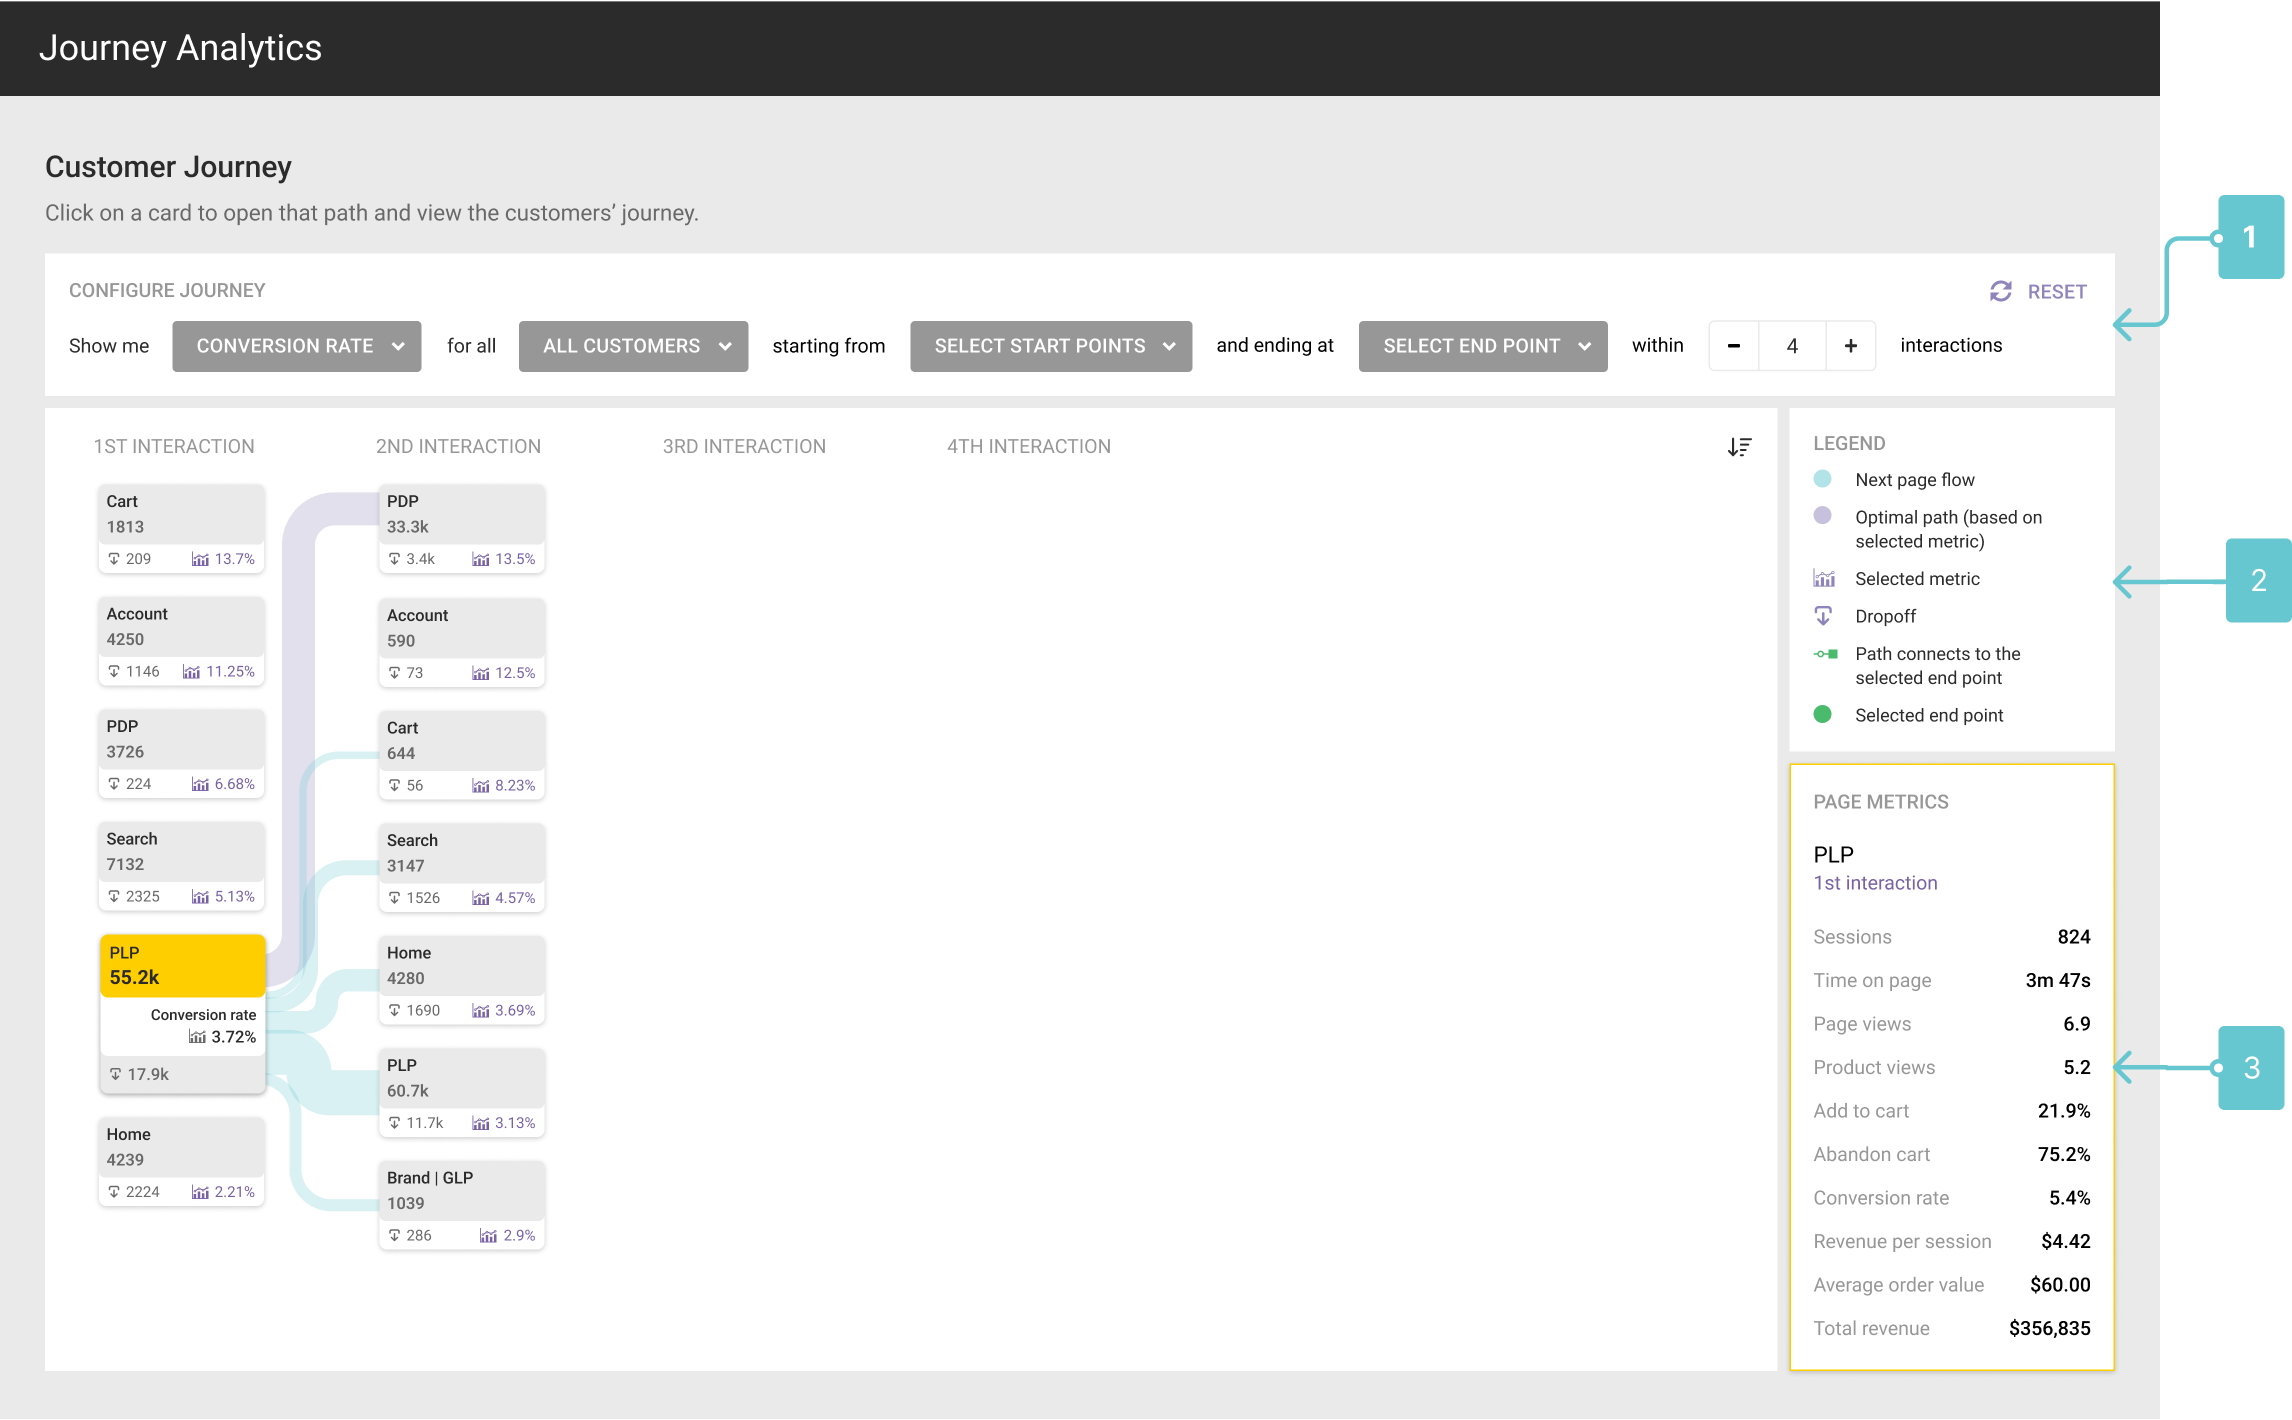 Journey Analytics
Customer Journey
Click on a card to open that path and view the customers’ journey.
1
CONFIGURE JOURNEY
RESET
Show me CONVERSION RATE for all ALL CUSTOMERS starting from SELECT START POINTS and ending at SELECT END POINT within - 4 + interactions
1ST INTERACTION
2ND INTERACTION
3RD INTERACTION
4TH INTERACTION
Cart
1813
209 13.7%
Account
4250
1146 11.25%
PDP
3726
224 6.68%
Search
7132
2325 5.13%
PLP
55.2k
Conversion rate
3.72%
17.9k
Home
4239
2224 2.21%
PDP
33.3k
3.4k 13.5%
Account
590
73 12.5%
Cart
644
56 8.23%
Search
3147
1526 4.57%
Home
4280
1690 3.69%
PLP
60.7k
11.7k 3.13%
Brand | GLP
1039
286 2.9%
LEGEND
Next page flow
Optimal path (based on
selected metric)
Selected metric
Dropoff
Path connects to the
selected end point
Selected end point
2
PAGE METRICS
PLP
1st interaction
Sessions 824
Time on page 3m 47s
Page views 6.9
Product views 5.2
Add to cart 21.9%
Abandon cart 75.2%
Conversion rate 5.4%
Revenue per session $4.42
Average order value $60.00
Total revenue $356,835
3